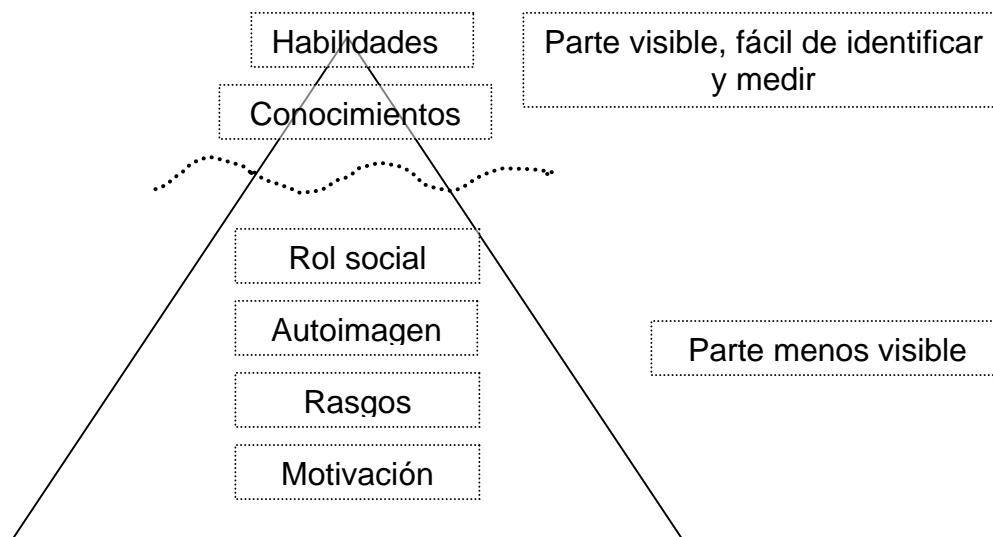 Habilidades
Parte visible, fácil de identificar
y medir
Conocimientos
Rol social
Autoimagen
Parte menos visible
Rasgos
Motivación